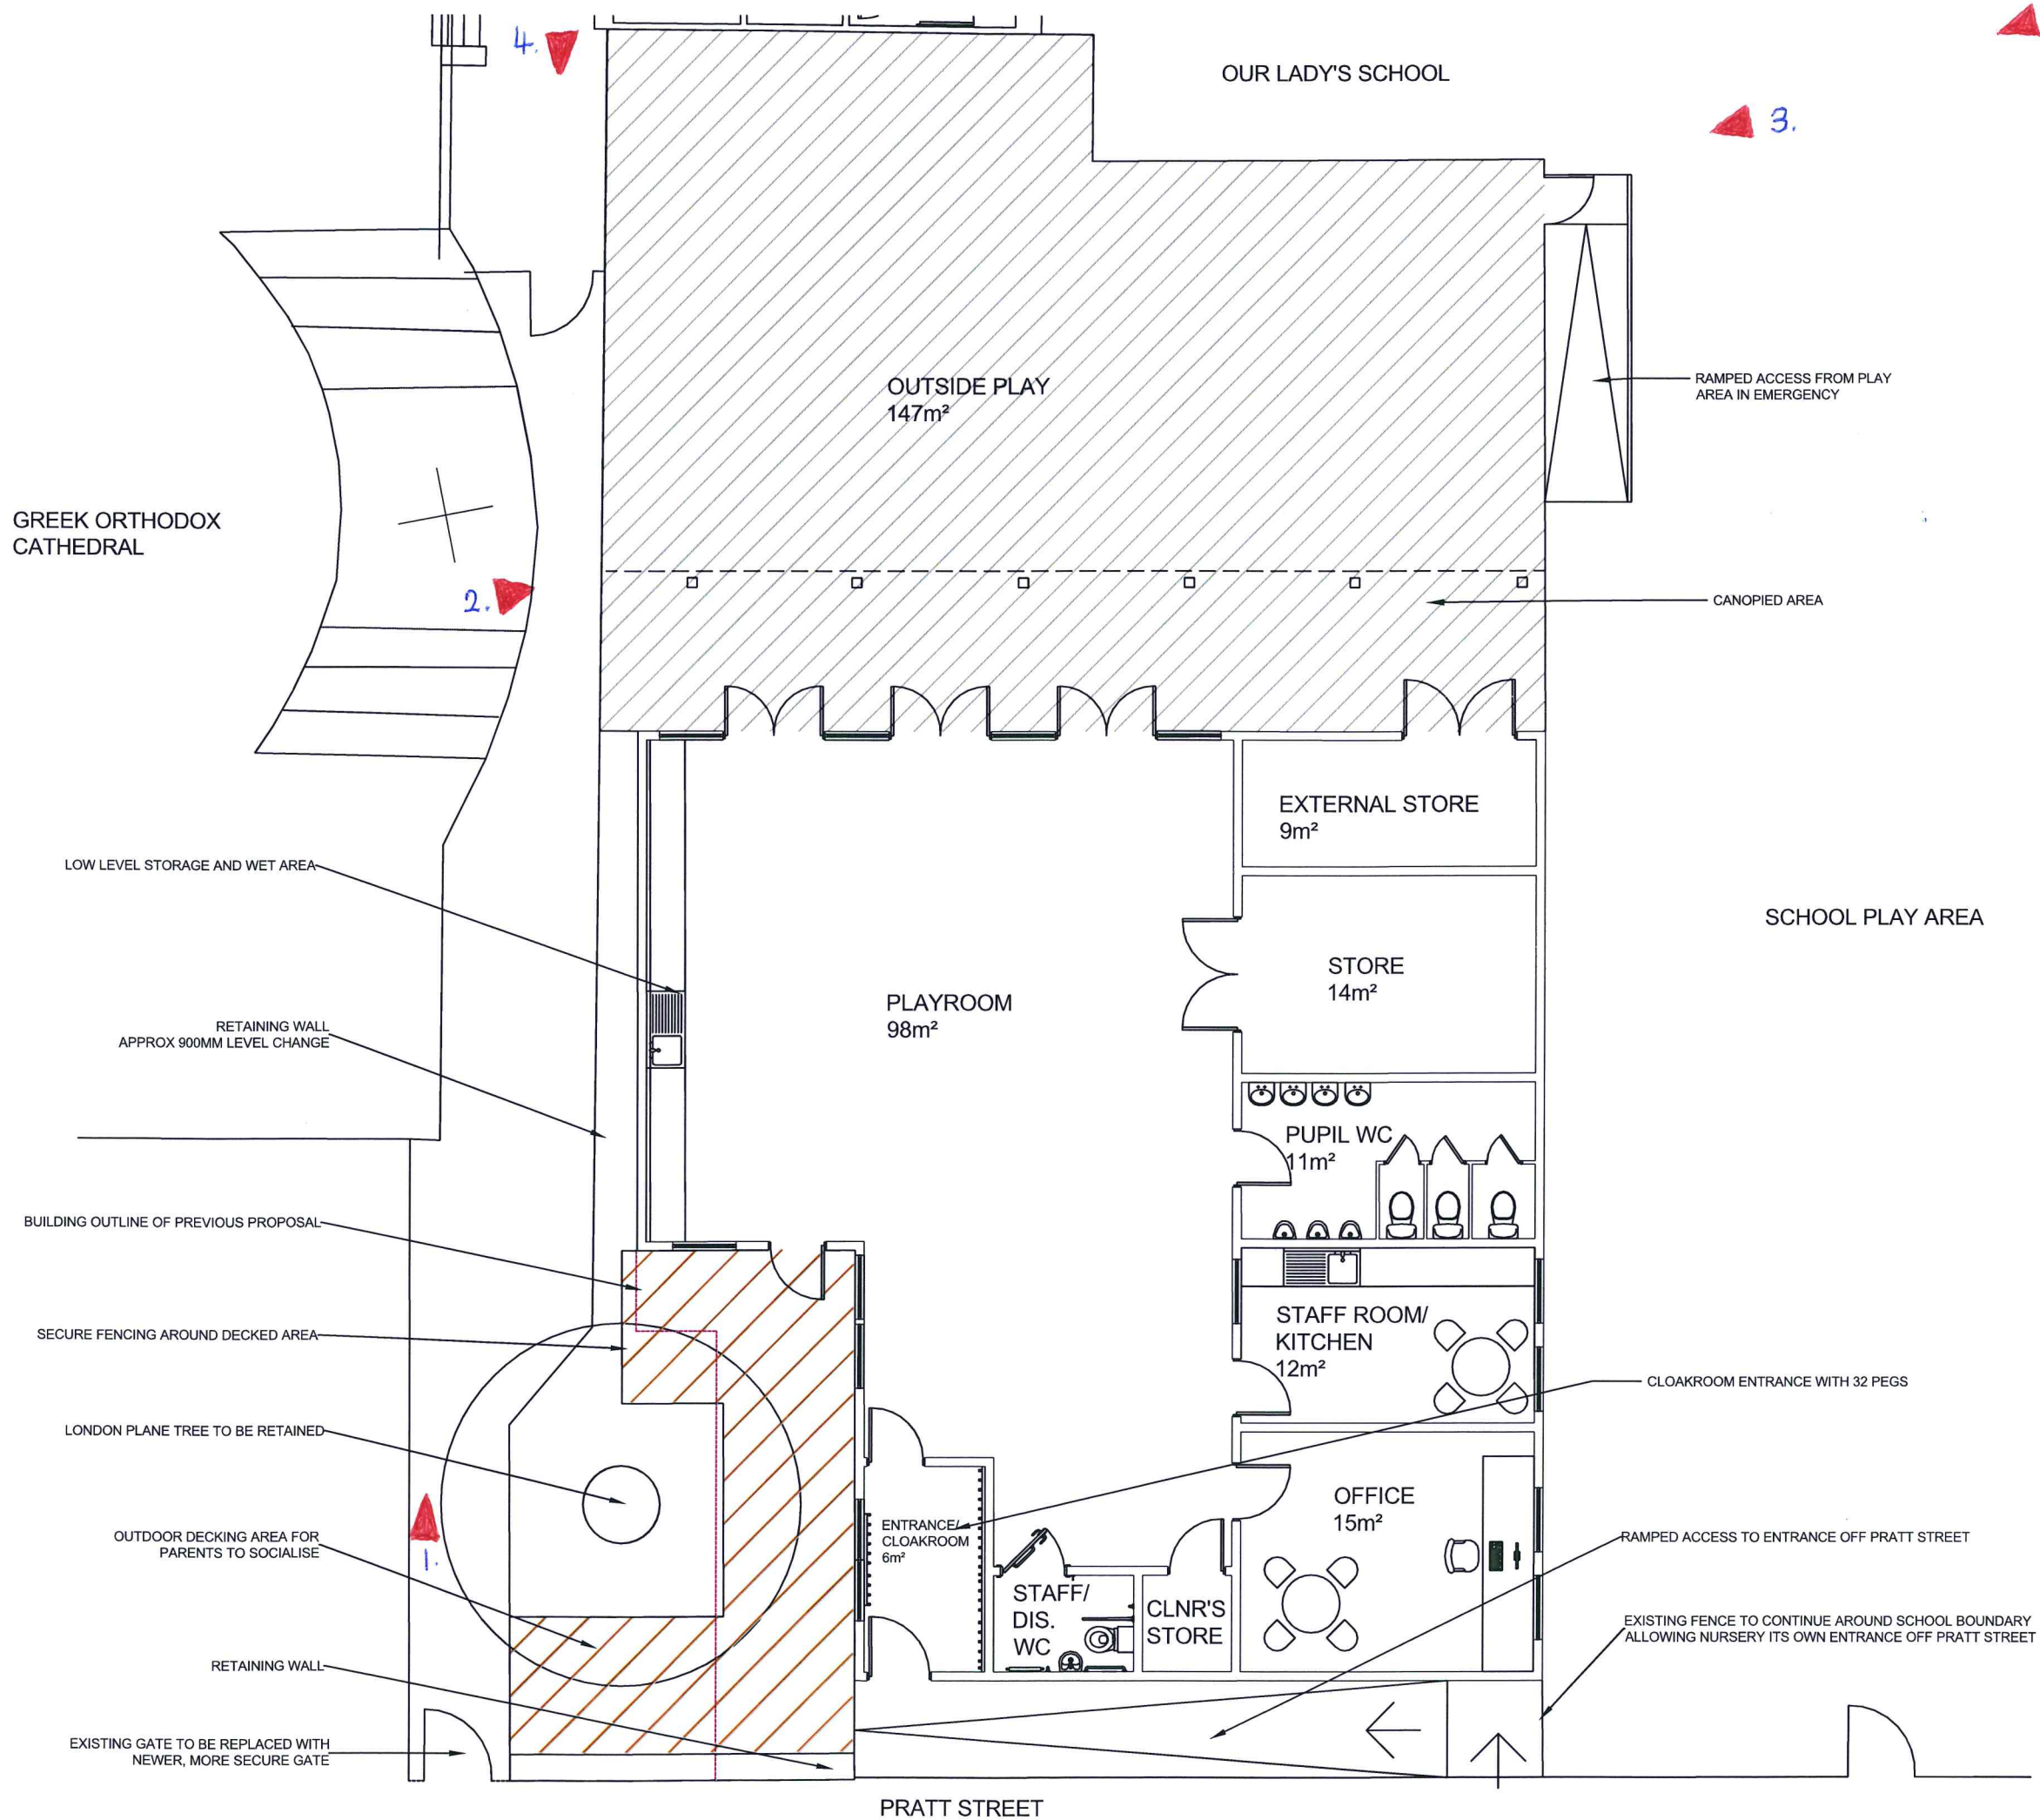 4.
OUR LADY'S SCHOOL
3.
OUTSIDE PLAY
147m²
RAMPED ACCESS FROM PLAY
AREA IN EMERGENCY
GREEK ORTHODOX
CATHEDRAL
2.
CANOPIED AREA
EXTERNAL STORE
9m²
LOW LEVEL STORAGE AND WET AREA
SCHOOL PLAY AREA
STORE
14m²
PLAYROOM
98m²
RETAINING WALL
APPROX 900MM LEVEL CHANGE
PUPIL WC
11m²
BUILDING OUTLINE OF PREVIOUS PROPOSAL
SECURE FENCING AROUND DECKED AREA
STAFF ROOM/
KITCHEN
12m²
CLOAKROOM ENTRANCE WITH 32 PEGS
LONDON PLANE TREE TO BE RETAINED
OFFICE
15m²
ENTRANCE/
CLOAKROOM
6m²
OUTDOOR DECKING AREA FOR
PARENTS TO SOCIALISE
1.
RAMPED ACCESS TO ENTRANCE OFF PRATT STREET
STAFF/
DIS.
WC
CLNR'S
STORE
EXISTING FENCE TO CONTINUE AROUND SCHOOL BOUNDARY
ALLOWING NURSERY ITS OWN ENTRANCE OFF PRATT STREET
RETAINING WALL
EXISTING GATE TO BE REPLACED WITH
NEWER, MORE SECURE GATE
PRATT STREET